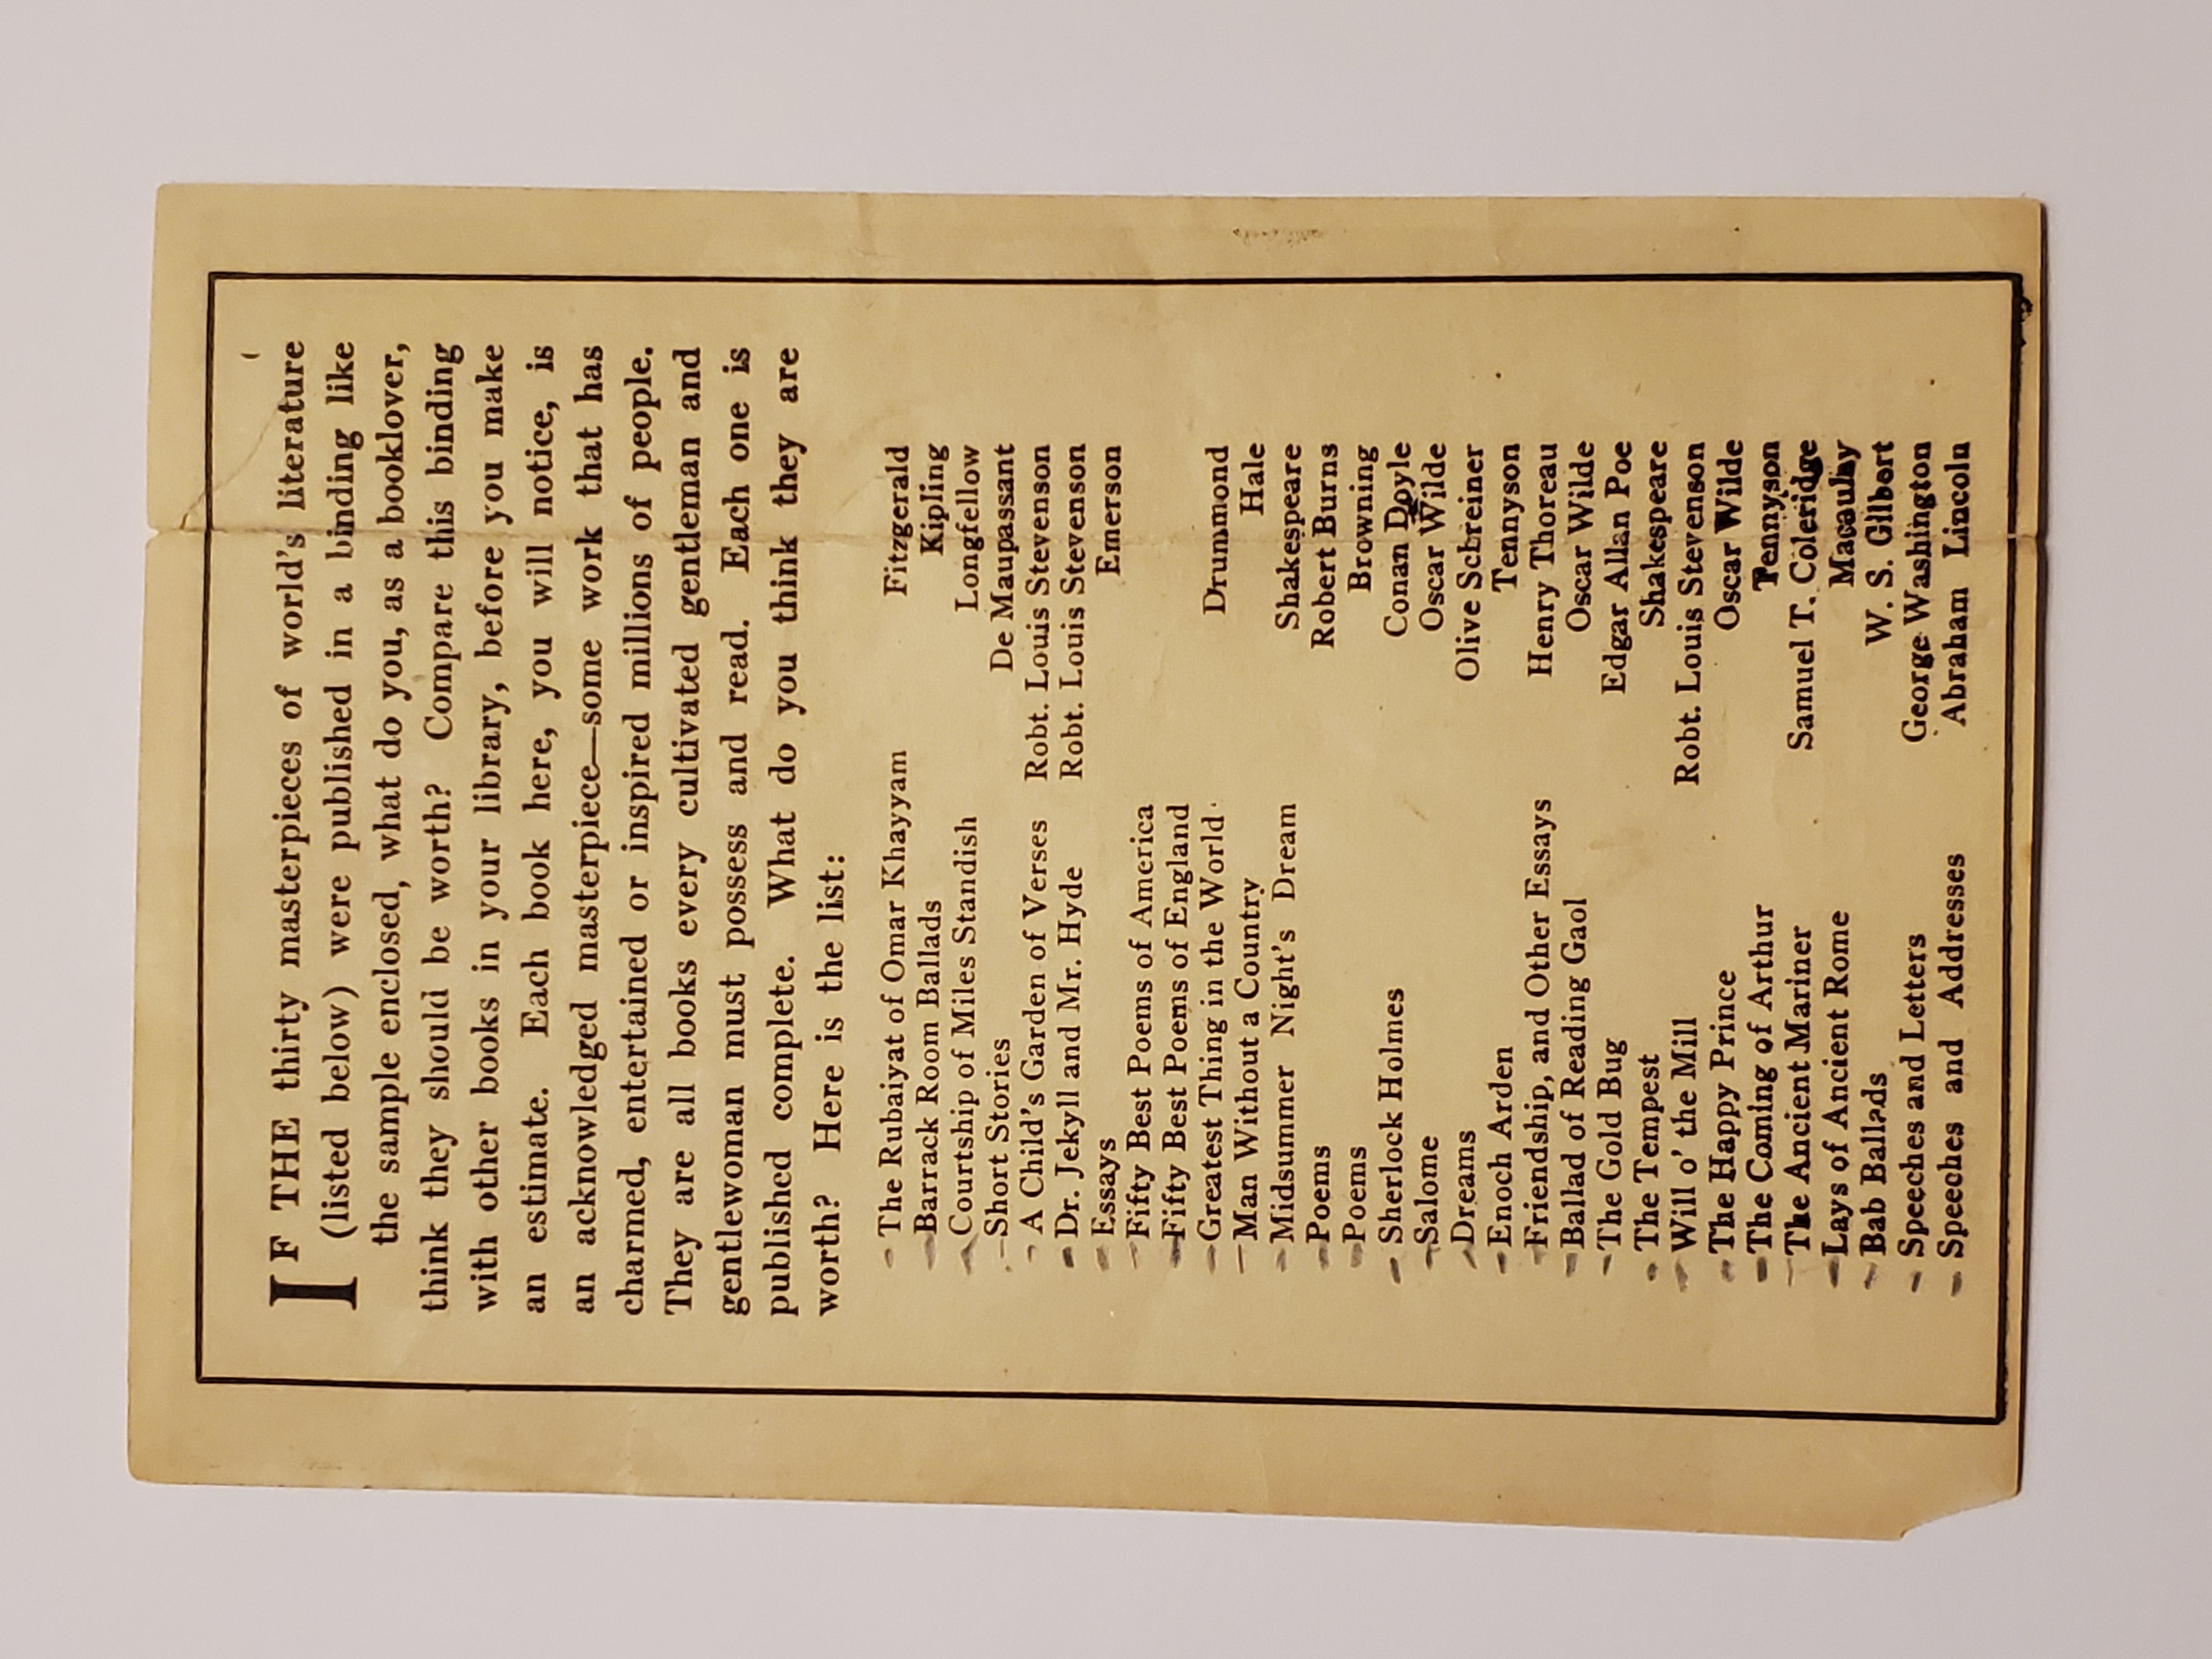 IF THE thirty masterpieces of world's literature
(listed below) were published in a binding like
the sample enclosed, what do you, as a booklover,
think they should be worth? Compare this binding
with other books in your library, before you make
an estimate. Each book here, you will notice, is
an acknowledged masterpiece—some work that has
charmed, entertained or inspired millions of people.
They are all books every cultivated gentleman and
gentlewoman must possess and read. Each one is
published complete. What do you think they are
worth? Here is the list:
The Rubaiyat of Omar Khayyam Fitzgerald
Barrack Room Ballads Kipling
Courtship of Miles Standish Longfellow
Short Stories De Maupassant
A Child's Garden of Verses Robt. Louis Stevenson
Dr. Jekyll and Mr. Hyde Robt. Louis Stevenson
Essays Emerson
Fifty Best Poems of America
Fifty Best Poems of England
Greatest Thing in the World Drummond
Man Without a Country Hale
Midsummer Night's Dream Shakespeare
Poems Robert Burns
Poems Browning
Sherlock Holmes Conan Doyle
Salome Oscar Wilde
Dreams Olive Schreiner
Enoch Arden Tennyson
Friendship, and Other Essays Henry Thoreau
Ballad of Reading Gaol Oscar Wilde
The Gold Bug Edgar Allan Poe
The Tempest Shakespeare
Will o' the Mill Robt. Louis Stevenson
The Happy Prince Oscar Wilde
The Coming of Arthur Tennyson
The Ancient Mariner Samuel T. Coleridge
Lays of Ancient Rome Macaulay
Bab Ballads W. S. Gilbert
Speeches and Letters George Washington
Speeches and Addresses Abraham Lincoln